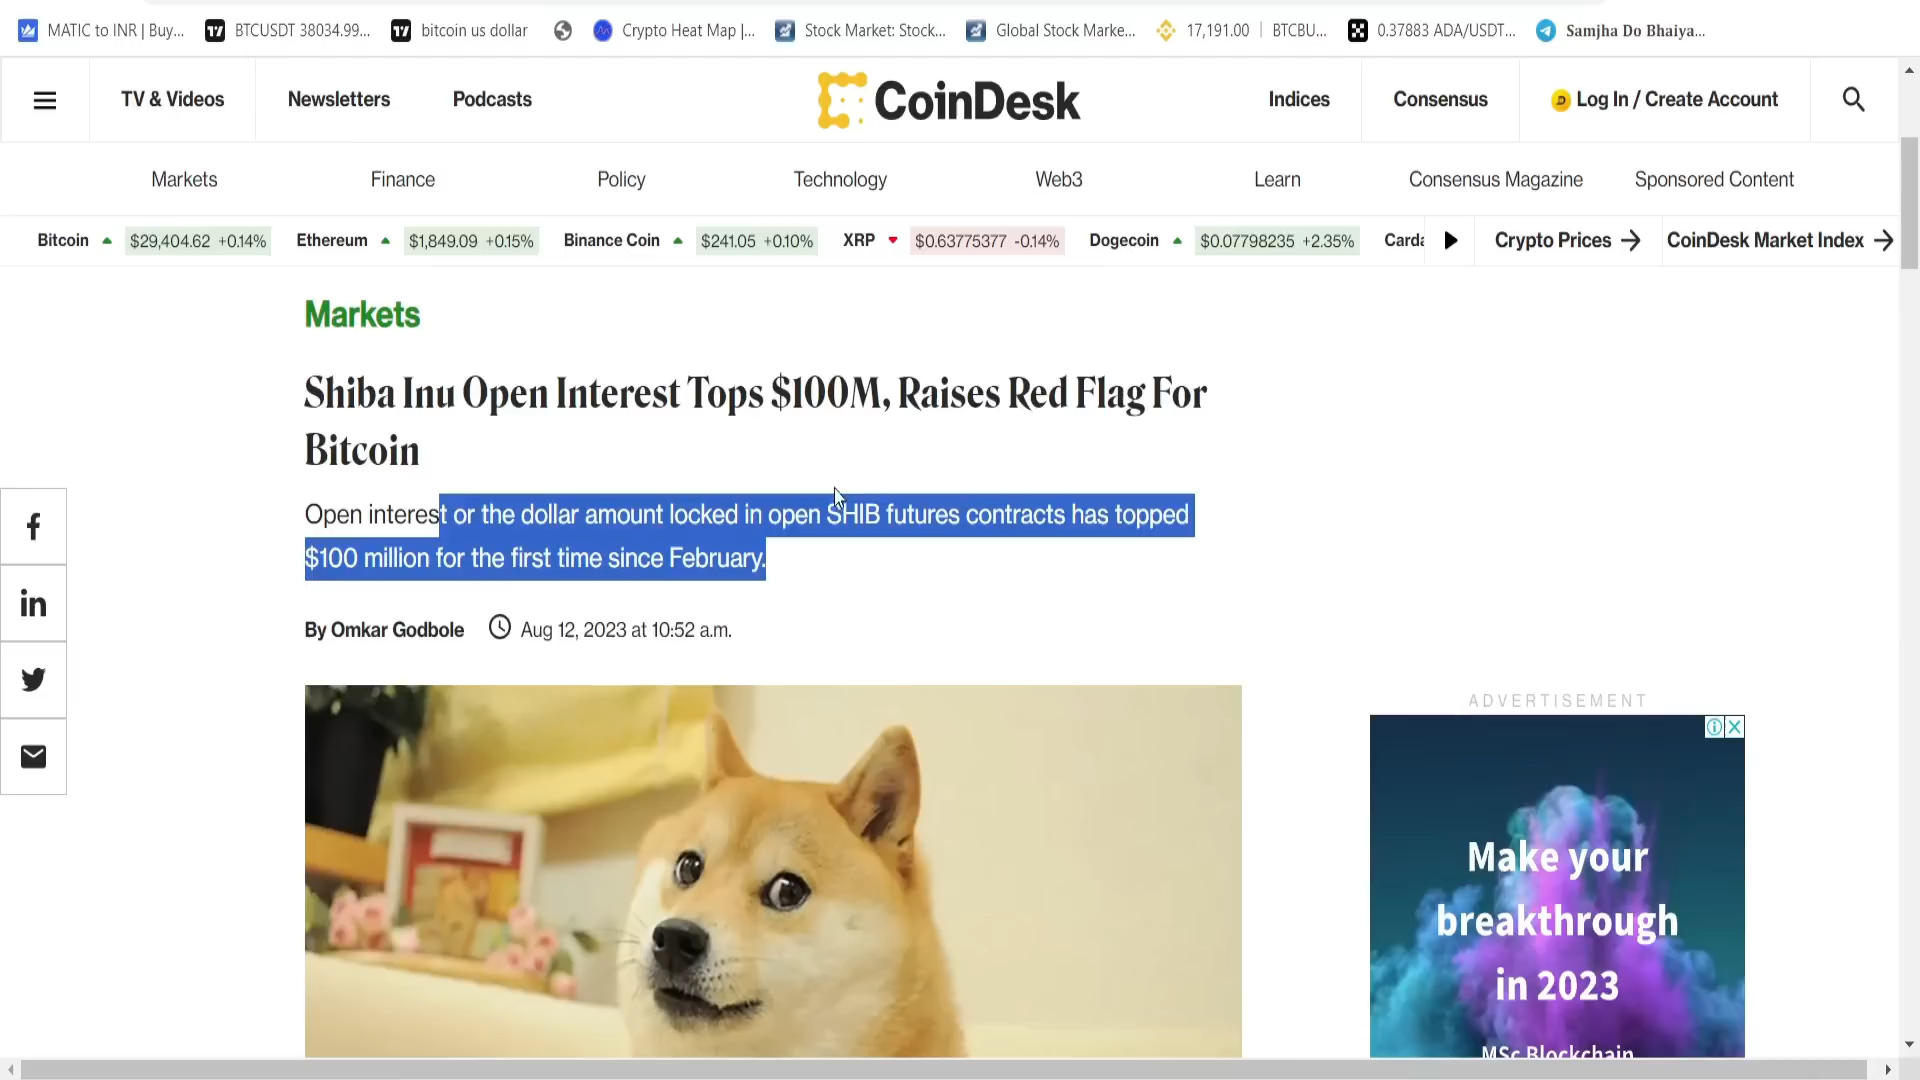 MATIC to INR | Buy...
BTCUSDT 38034.99...
bitcoin us dollar
Crypto Heat Map |...
Stock Market: Stock...
Global Stock Marke...
17,191.00 | BTCBU...
0.37883 ADA/USDT...
Samjha Do Bhaiya...
TV & Videos
Newsletters
Podcasts
CoinDesk
Indices
Consensus
Log In / Create Account
Markets
Finance
Policy
Technology
Web3
Learn
Consensus Magazine
Sponsored Content
Bitcoin $29,404.62 +0.14%
Ethereum $1,849.09 +0.15%
Binance Coin $241.05 +0.10%
XRP $0.63775377 -0.14%
Dogecoin $0.07798235 +2.35%
Carda
Crypto Prices
CoinDesk Market Index
Markets
Shiba Inu Open Interest Tops $100M, Raises Red Flag For
Bitcoin
Open interest or the dollar amount locked in open SHIB futures contracts has topped
$100 million for the first time since February.
By Omkar Godbole Aug 12, 2023 at 10:52 a.m.
f
in
ADVERTISEMENT
Make your
breakthrough
in 2023
MSc Blockchain